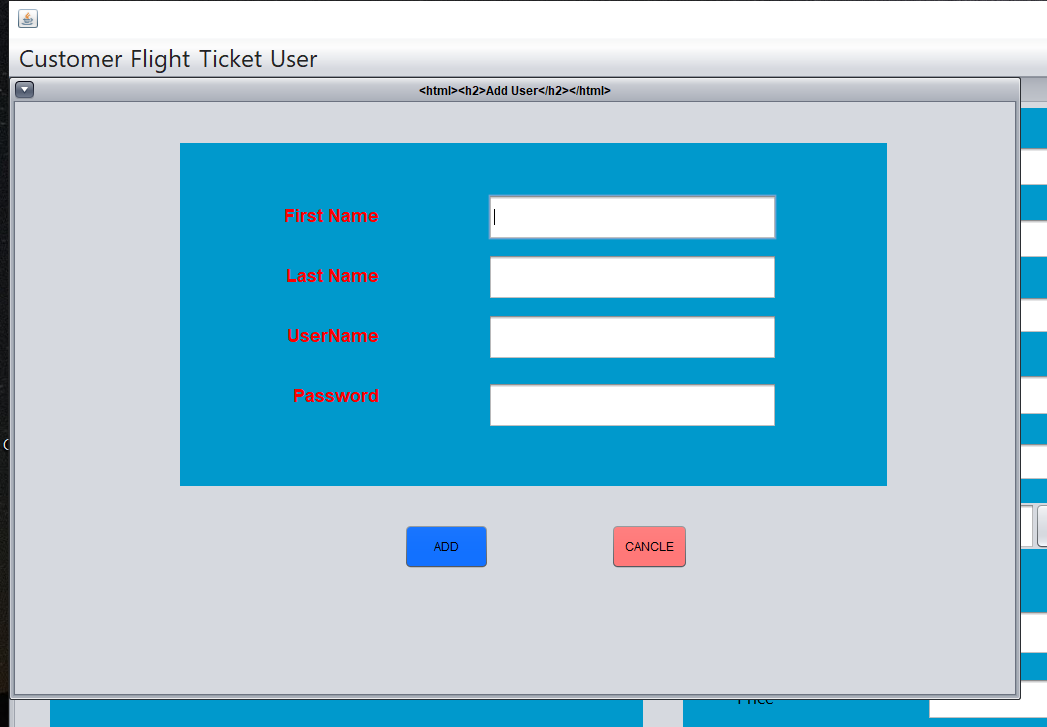 Customer Flight Ticket User
<html><h2>Add User</h2></html>
First Name
Last Name
UserName
Password
ADD
CANCLE
Price